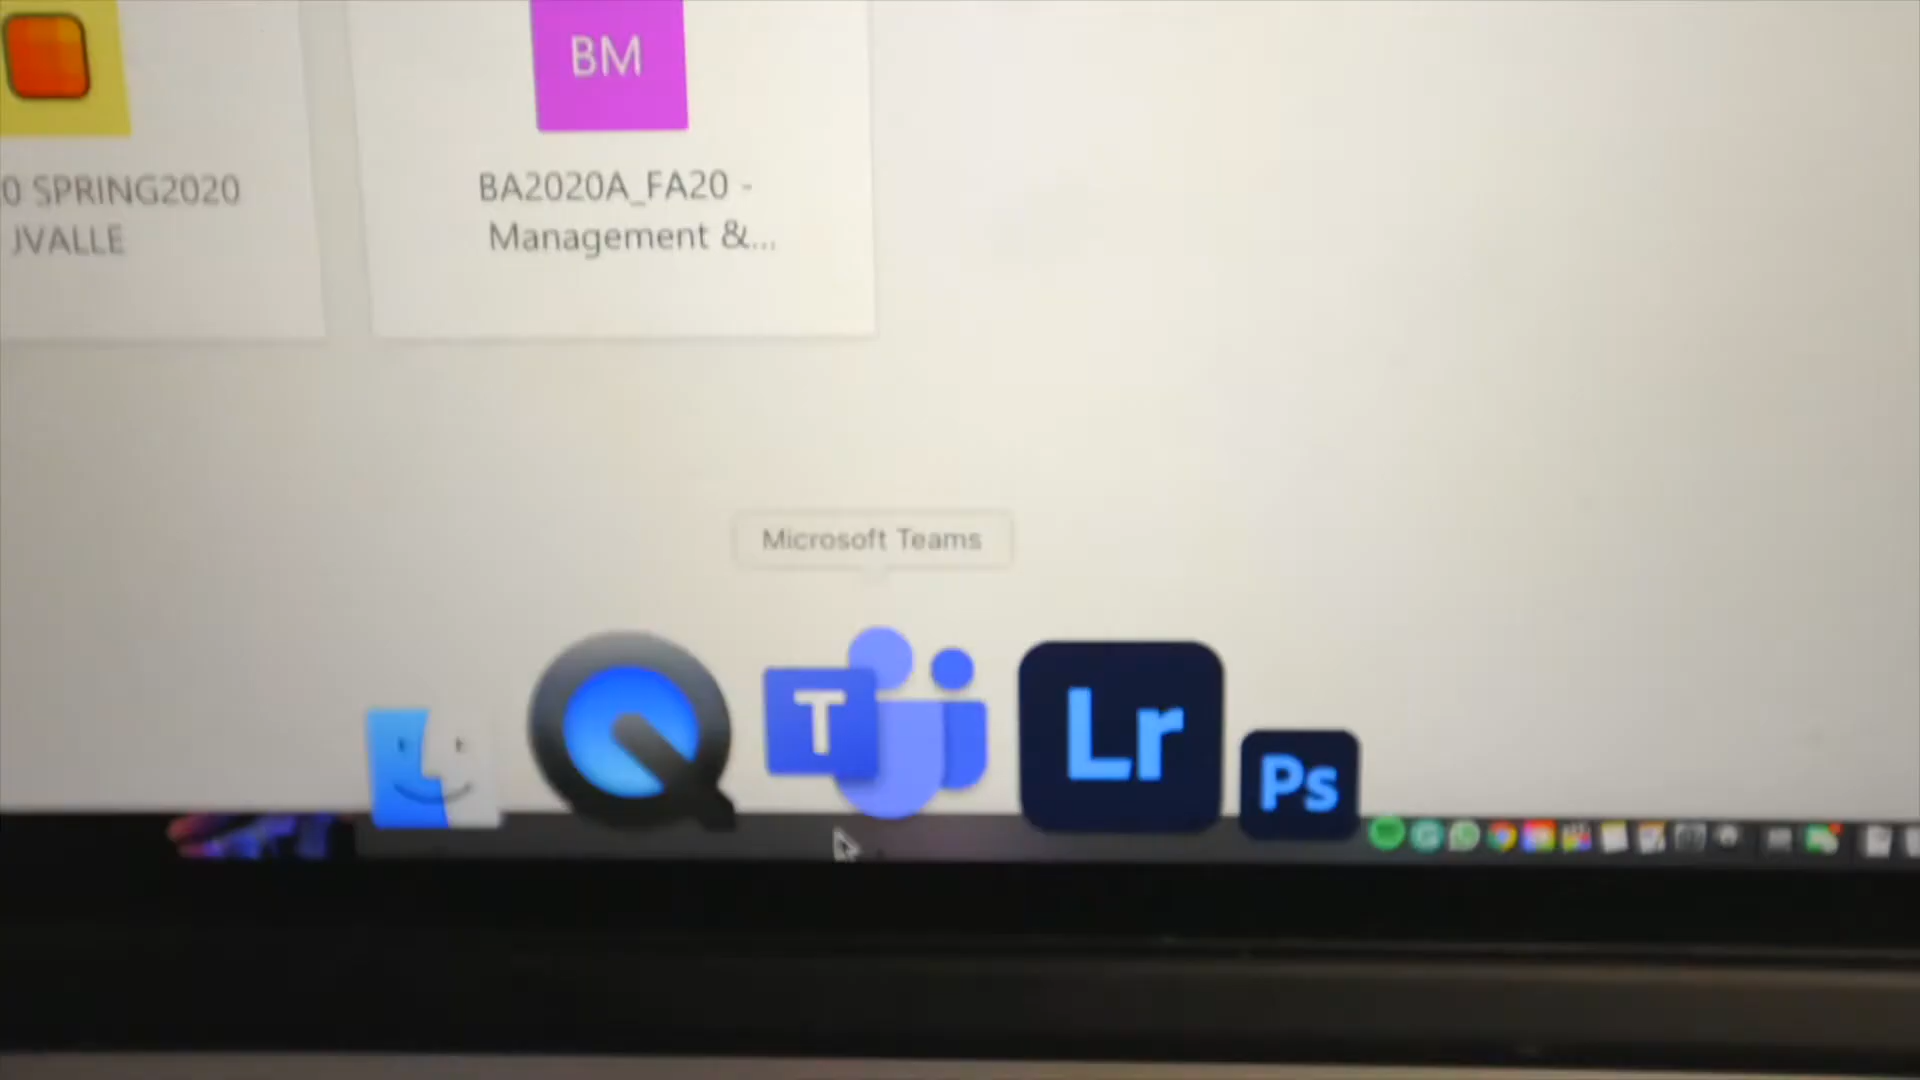 BM
0 SPRING2020
JVALLE
BA2020A_FA20 -
Management &...
Microsoft Teams
T
Lr
Ps